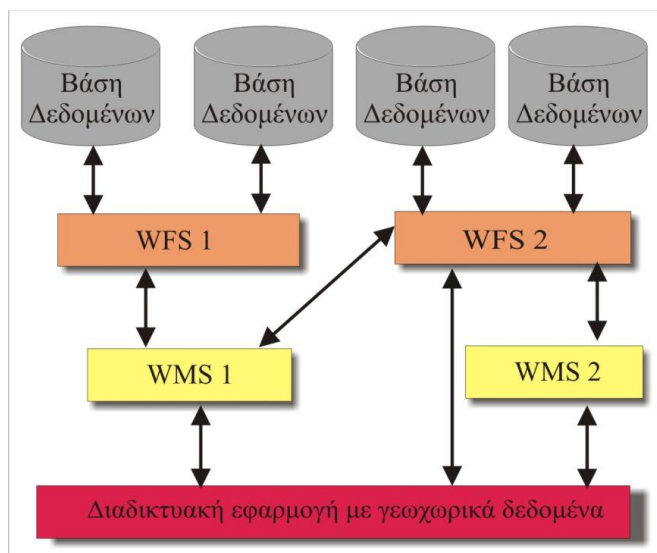 Βάση
Δεδομένων
Βάση
Δεδομένων
Βάση
Δεδομένων
Βάση
Δεδομένων
WFS 1
WFS 2
WMS 1
WMS 2
Διαδικτυακή εφαρμογή με γεωχωρικά δεδομένα